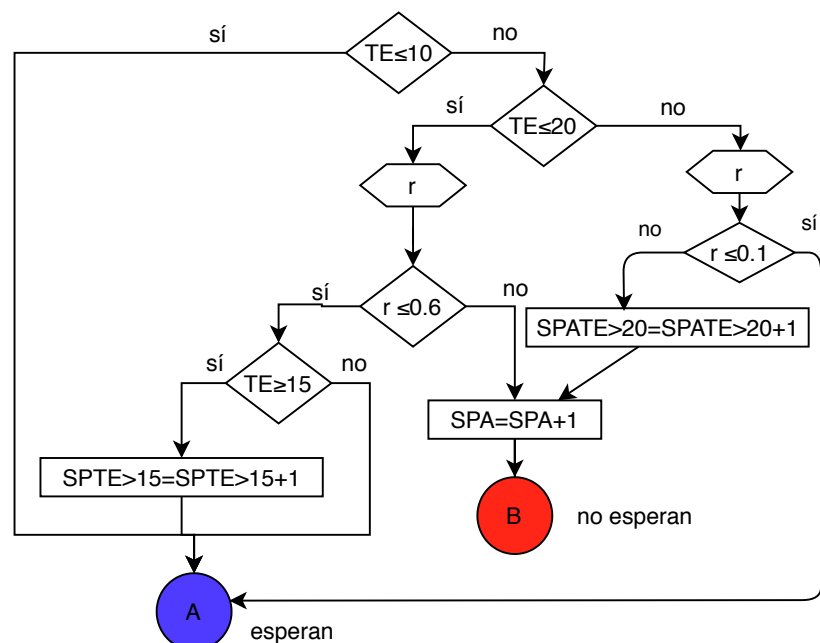 sí
TE≤10
no
sí
TE≤20
no
r
r
no
r ≤0.1
sí
sí
r ≤0.6
no
SPATE>20=SPATE>20+1
sí
TE≥15
no
SPA=SPA+1
SPTE>15=SPTE>15+1
B
no esperan
A
esperan